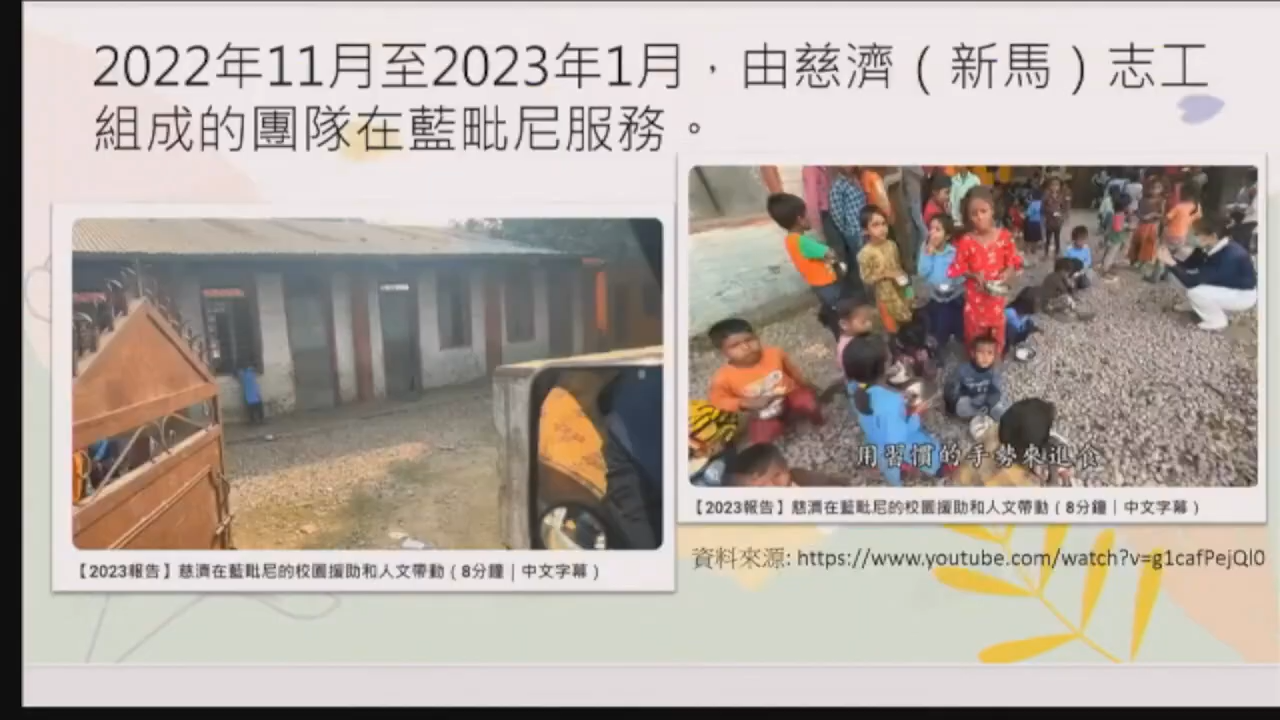 2022年11月至2023年1月，由慈濟（新馬）志工
組成的團隊在藍毗尼服務。
用習慣的手勢來進食
【2023報告】慈濟在藍毗尼的校園援助和人文帶動（8分鐘｜中文字幕）
【2023報告】慈濟在藍毗尼的校園援助和人文帶動（8分鐘｜中文字幕）
資料來源: https://www.youtube.com/watch?v=g1cafPejQl0